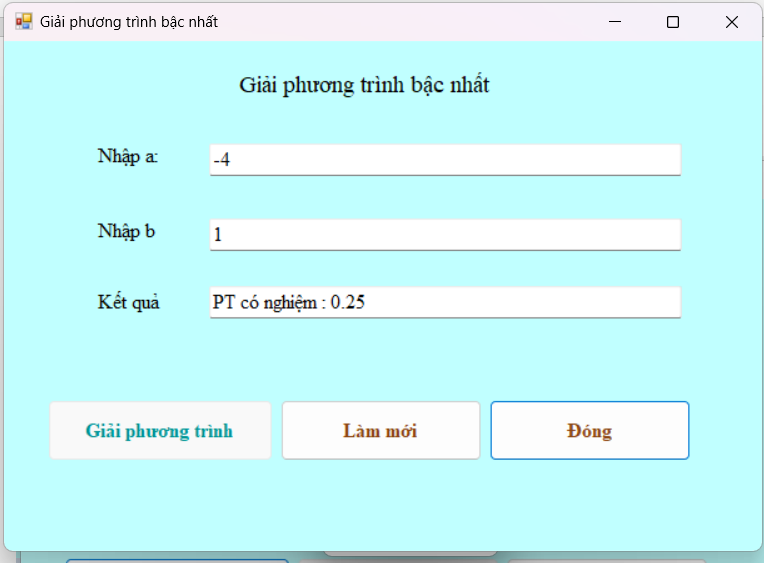 Giải phương trình bậc nhất
Giải phương trình bậc nhất
Nhập a: -4
Nhập b 1
Kết quả PT có nghiệm : 0.25
Giải phương trình Làm mới Đóng